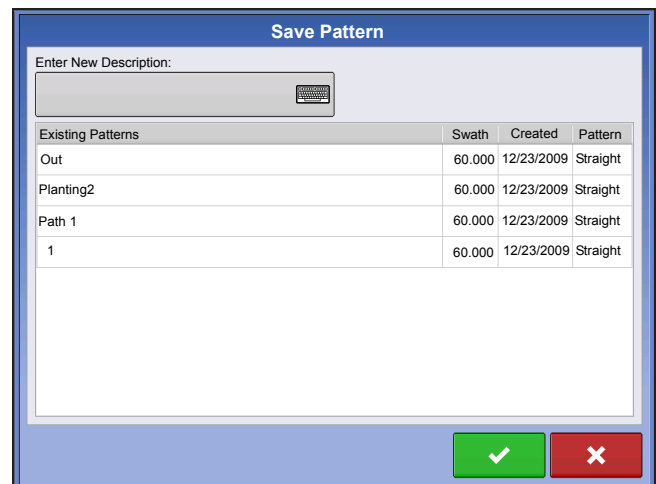 Save Pattern
Enter New Description:
Existing Patterns Swath Created Pattern
Out 60.000 12/23/2009 Straight
Planting2 60.000 12/23/2009 Straight
Path 1 60.000 12/23/2009 Straight
1 60.000 12/23/2009 Straight